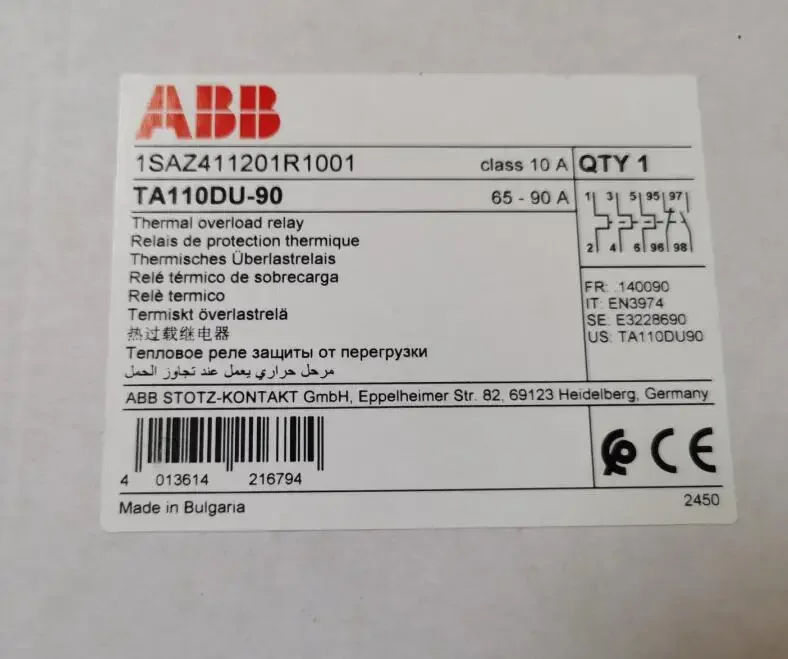 ABB
1SAZ411201R1001 class 10 A QTY 1
TA110DU-90 65 - 90 A
1 3 5 95 97
2 4 6 96 98
Thermal overload relay
Relais de protection thermique
Thermisches Überlastrelais
Relé térmico de sobrecarga
Relè termico
Termiskt överlastrelä
热过载继电器
Тепловое реле защиты от перегрузки
مرحل حراري يعمل عند تجاوز الحمل
FR: 140090
IT: EN3974
SE: E3228690
US: TA110DU90
ABB STOTZ-KONTAKT GmbH, Eppelheimer Str. 82, 69123 Heidelberg, Germany
4 013614 216794
CE
Made in Bulgaria
2450